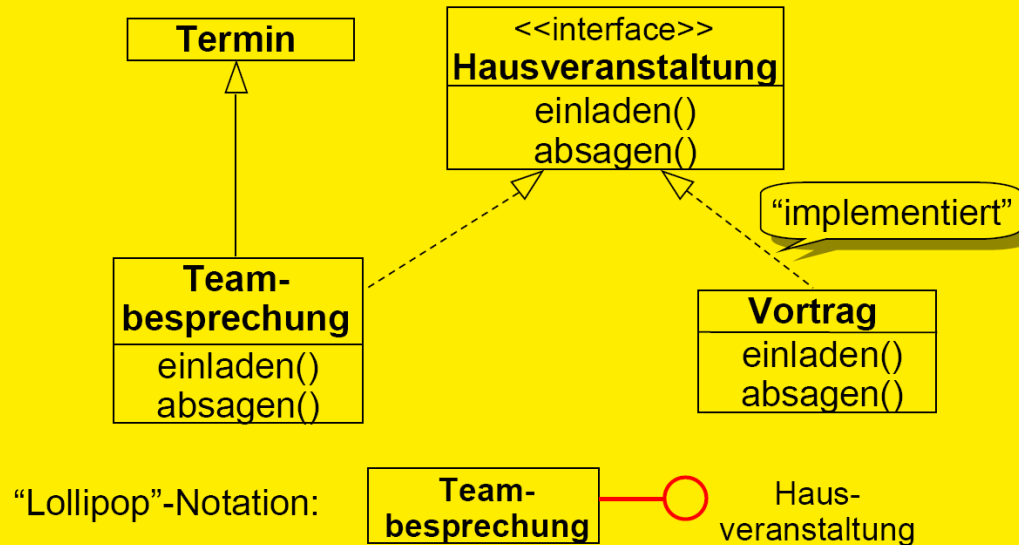 Termin
<<interface>>
Hausveranstaltung
einladen()
absagen()
“implementiert”
Team-
besprechung
einladen()
absagen()
Vortrag
einladen()
absagen()
“Lollipop”-Notation:
Team-
besprechung
Haus-
veranstaltung